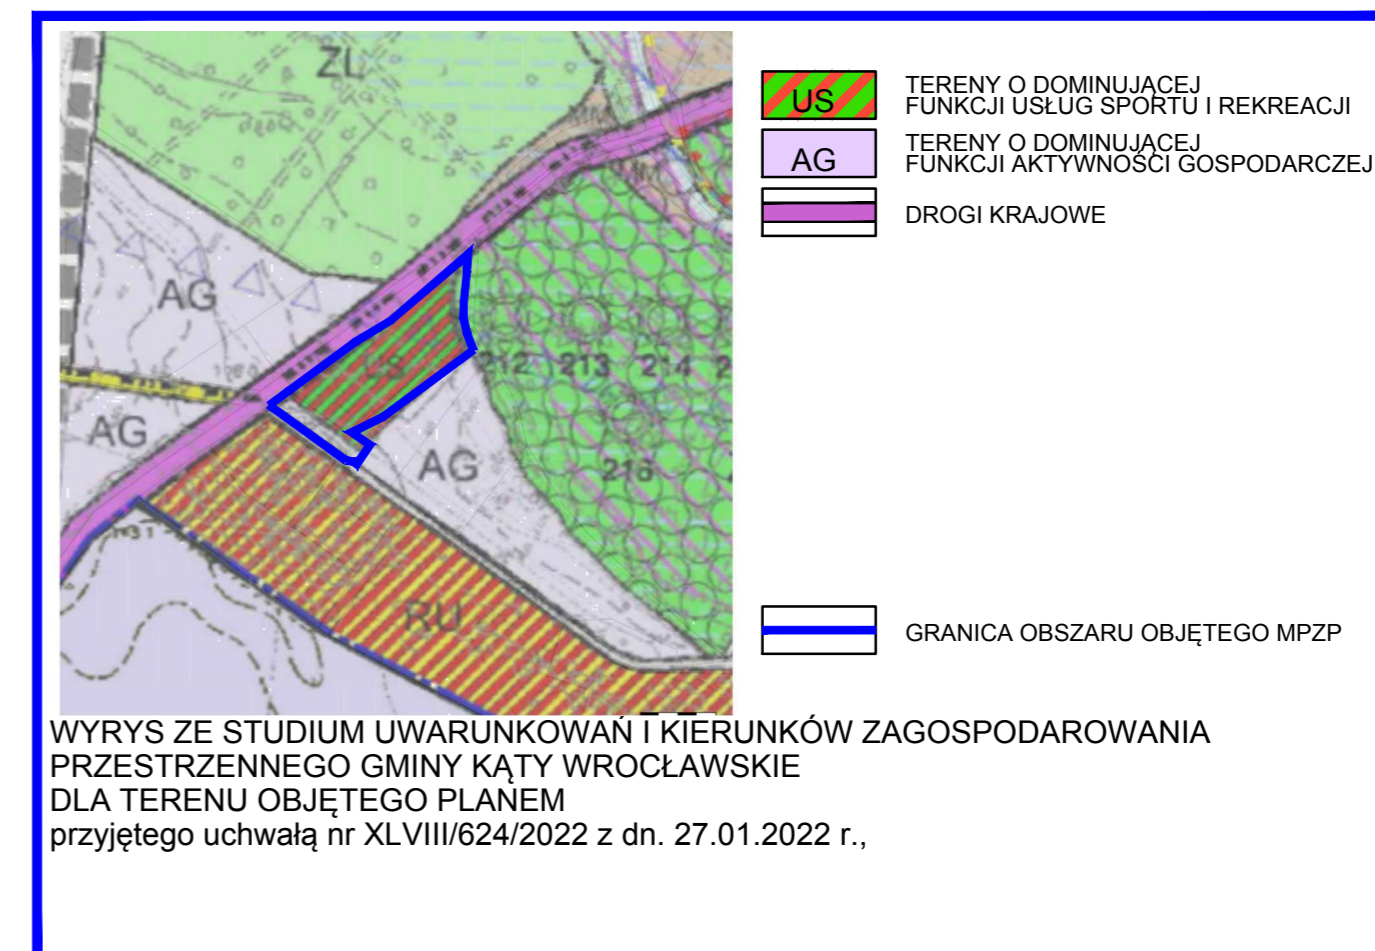 ZL
AG
US
212 213 214 2
AG
AG
216
RU
US
TERENY O DOMINUJĄCEJ
FUNKCJI USŁUG SPORTU I REKREACJI
AG
TERENY O DOMINUJĄCEJ
FUNKCJI AKTYWNOŚCI GOSPODARCZEJ
DROGI KRAJOWE
GRANICA OBSZARU OBJĘTEGO MPZP
WYRYS ZE STUDIUM UWARUNKOWAŃ I KIERUNKÓW ZAGOSPODAROWANIA
PRZESTRZENNEGO GMINY KĄTY WROCŁAWSKIE
DLA TERENU OBJĘTEGO PLANEM
przyjętego uchwałą nr XLVIII/624/2022 z dn. 27.01.2022 r.,